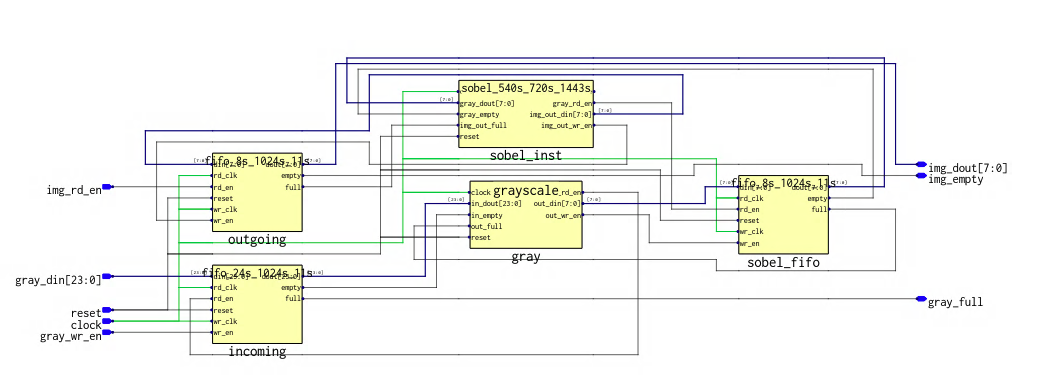 sobel_540s_720s_1443s
[7:0]
gray_dout[7:0]
gray_empty
img_out_full
reset
gray_rd_en
img_out_din[7:0]
[7:0]
img_out_wr_en
sobel_inst
fifo_8s_1024s_11s
[7:0]
din[7:0]
dout[7:0]
[7:0]
rd_clk
rd_en
reset
wr_clk
wr_en
empty
full
outgoing
img_rd_en
grayscale
clock
[23:0]
in_dout[23:0]
in_empty
out_full
reset
rd_en
out_din[7:0]
[7:0]
out_wr_en
gray
fifo_8s_1024s_11s
[7:0]
din[7:0]
dout[7:0]
[7:0]
rd_clk
rd_en
reset
wr_clk
wr_en
empty
full
sobel_fifo
img_dout[7:0]
img_empty
fifo_24s_1024s_11s
[23:0]
din[23:0]
[23:0]
rd_clk
rd_en
reset
wr_clk
wr_en
empty
full
incoming
gray_din[23:0]
reset
clock
gray_wr_en
gray_full